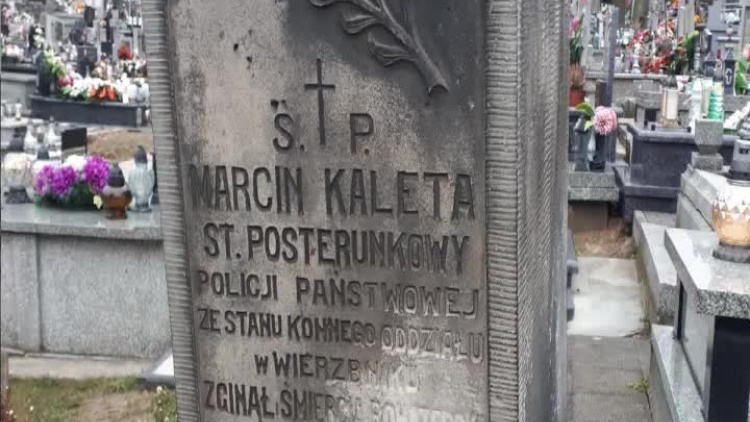 Ś. P.
MARCIN KALETA
ST. POSTERUNKOWY
POLICJI PAŃSTWOWEJ
ZE STANU KONNEGO ODDZIAŁU
W WIERZBNIKU
ZGINĄŁ ŚMIERCIĄ